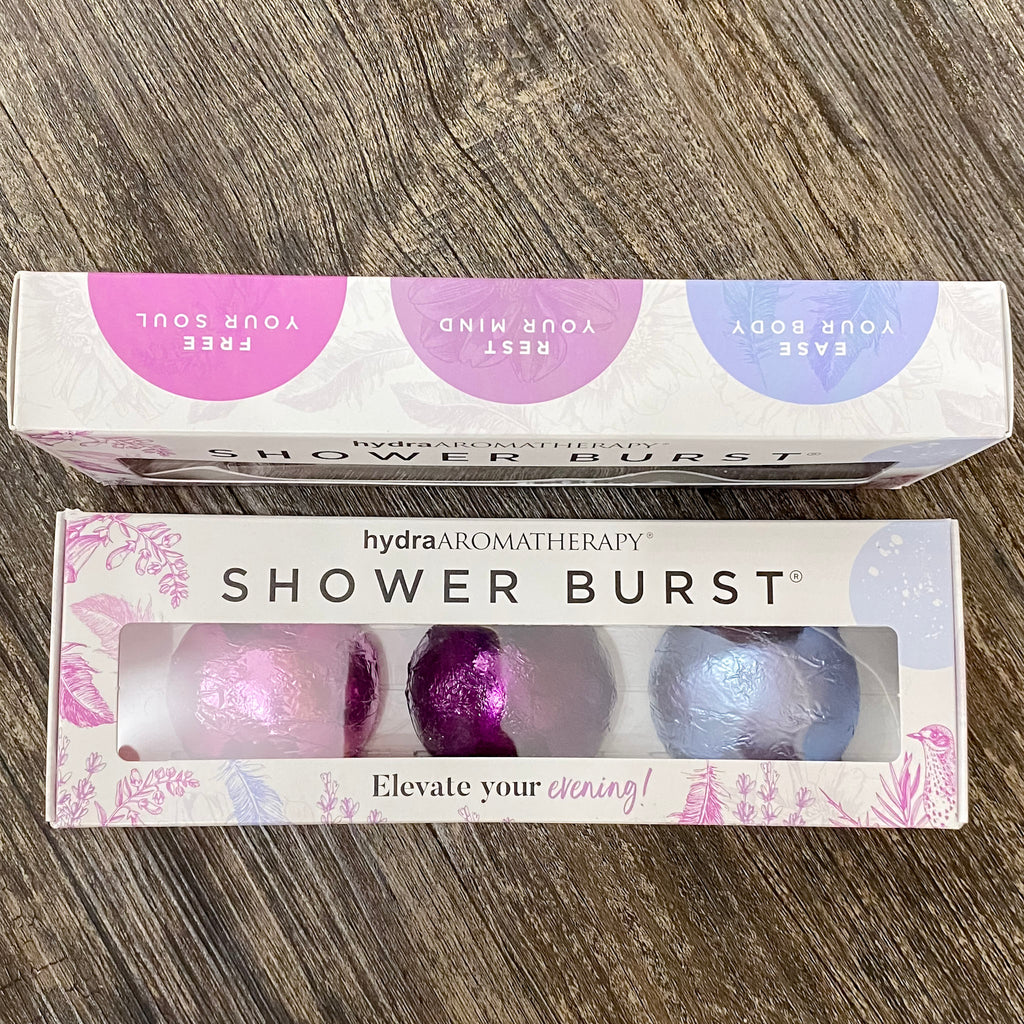 FREE
YOUR SOUL
REST
YOUR MIND
EASE
YOUR BODY
hydraAROMATHERAPY®
SHOWER BURST®
hydraAROMATHERAPY®
SHOWER BURST®
Elevate your evening!